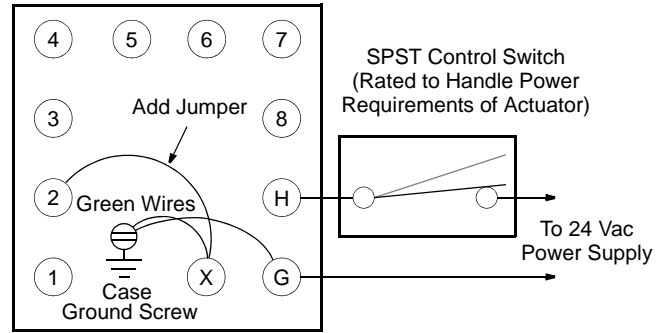 4 5 6 7
SPST Control Switch
(Rated to Handle Power
Requirements of Actuator)
Add Jumper
3 8
2 H
Green Wires
To 24 Vac
Power Supply
1 X G
Case
Ground Screw